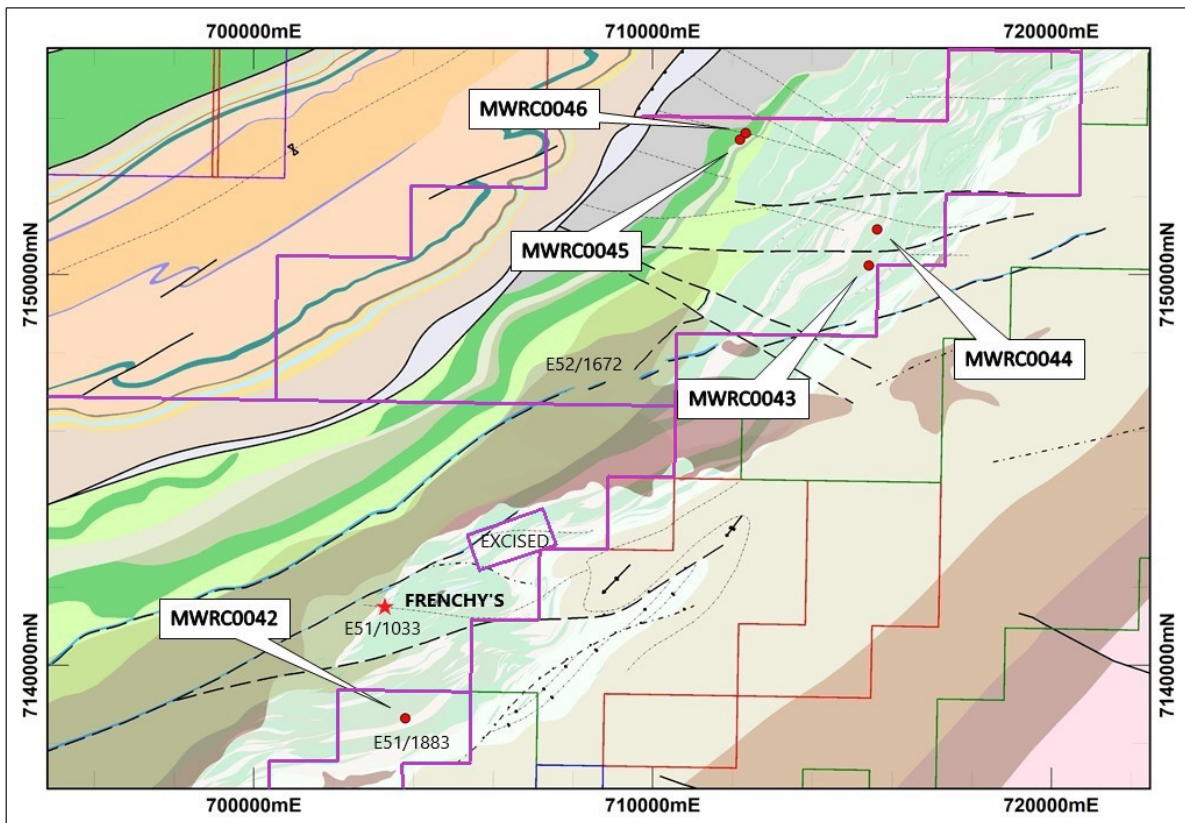 700000mE
710000mE
720000mE
MWRC0046
MWRC0045
7150000mN
7150000mN
MWRC0044
E52/1672
MWRC0043
EXCISED
FRENCHY'S
MWRC0042
E51/1033
7140000mN
7140000mN
E51/1883
700000mE
710000mE
720000mE